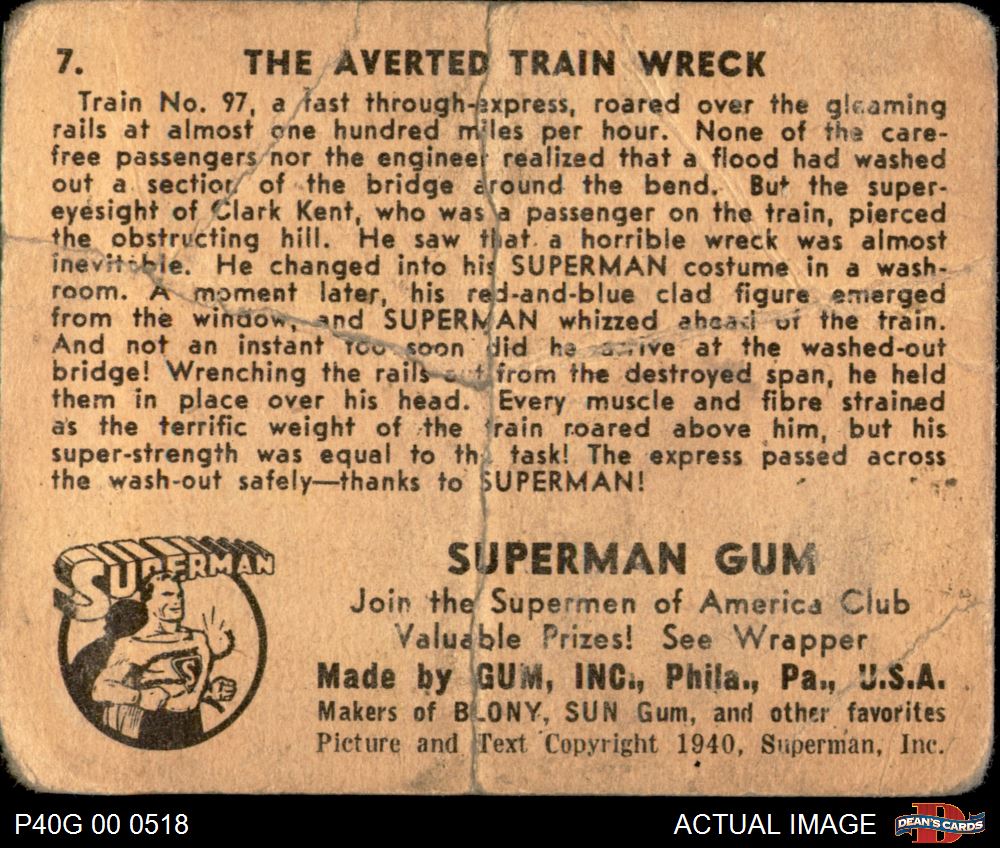 7. THE AVERTED TRAIN WRECK
Train No. 97, a fast through-express, roared over the gleaming
rails at almost one hundred miles per hour. None of the care-
free passengers nor the engineer realized that a flood had washed
out a section of the bridge around the bend. But the super-
eyesight of Clark Kent, who was a passenger on the train, pierced
the obstructing hill. He saw that a horrible wreck was almost
inevitable. He changed into his SUPERMAN costume in a wash-
room. A moment later, his red-and-blue clad figure emerged
from the window, and SUPERMAN whizzed ahead of the train.
And not an instant too soon did he arrive at the washed-out
bridge! Wrenching the rails out from the destroyed span, he held
them in place over his head. Every muscle and fibre strained
as the terrific weight of the train roared above him, but his
super-strength was equal to the task! The express passed across
the wash-out safely—thanks to SUPERMAN!
SUPERMAN
SUPERMAN GUM
Join the Supermen of America Club
Valuable Prizes! See Wrapper
Made by GUM, INC., Phila., Pa., U.S.A.
Makers of BLONY, SUN Gum, and other favorites
Picture and Text Copyright 1940, Superman, Inc.
P40G 00 0518
ACTUAL IMAGE
DEAN'S CARDS